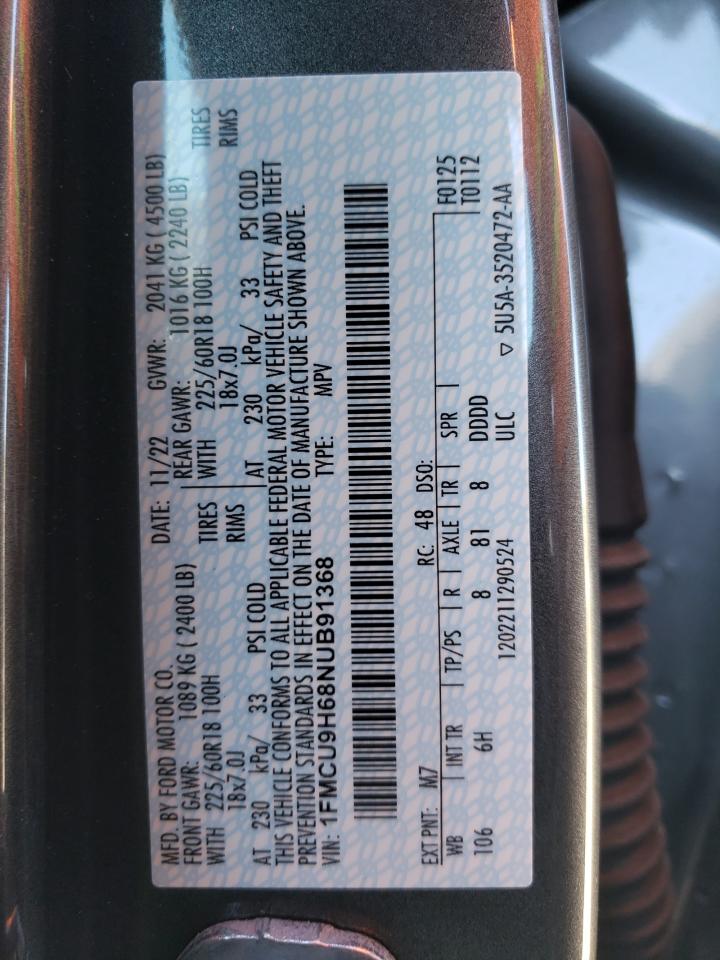 MFD. BY FORD MOTOR CO.
DATE: 11/22 GVWR: 2041 KG ( 4500 LB)
FRONT GAWR: 1089 KG ( 2400 LB) REAR GAWR: 1016 KG ( 2240 LB)
WITH 225/60R18 100H TIRES WITH 225/60R18 100H TIRES
18x7.0J RIMS 18x7.0J RIMS
AT 230 kPa/ 33 PSI COLD AT 230 kPa/ 33 PSI COLD
THIS VEHICLE CONFORMS TO ALL APPLICABLE FEDERAL MOTOR VEHICLE SAFETY AND THEFT
PREVENTION STANDARDS IN EFFECT ON THE DATE OF MANUFACTURE SHOWN ABOVE.
VIN: 1FMCU9H68NUB91368 TYPE: MPV
EXT PNT: M7 RC: 48 DSO: F0125
WB INT TR TP/PS R AXLE TR SPR T0112
106 6H 8 81 8 DDDD
1202211290524 ULC ▽ 5U5A-3520472-AA